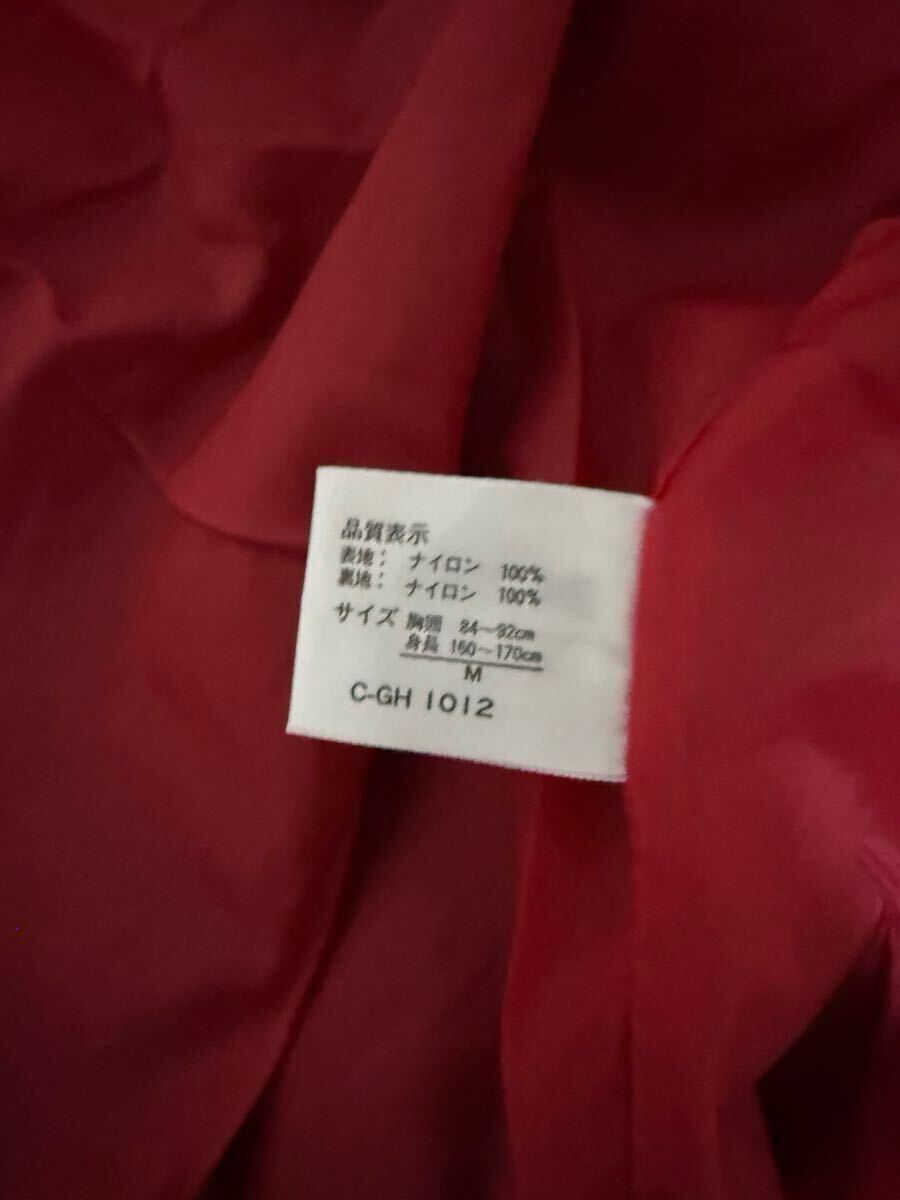 品質表示
表地： ナイロン 100%
裏地： ナイロン 100%
サイズ 胸囲 84〜92cm
身長 160〜170cm
M
C-GH 1012